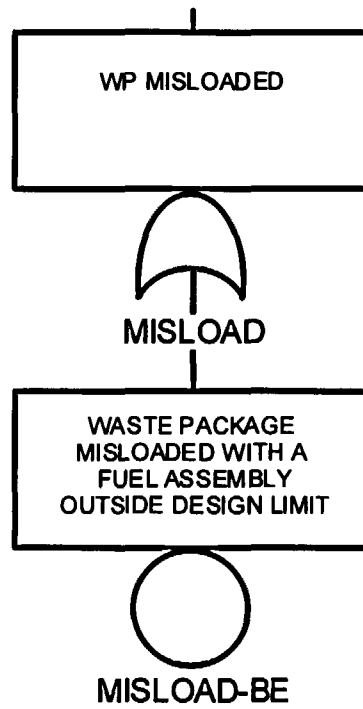 WP MISLOADED
MISLOAD
WASTE PACKAGE
MISLOADED WITH A
FUEL ASSEMBLY
OUTSIDE DESIGN LIMIT
MISLOAD-BE